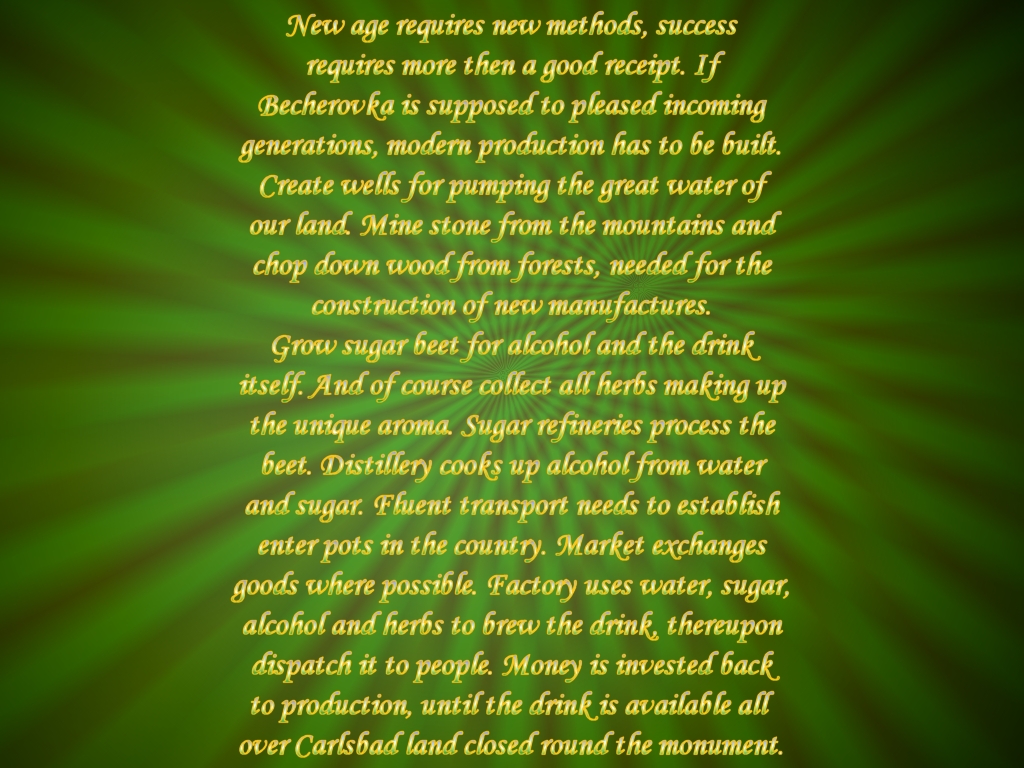 New age requires new methods, success
requires more then a good receipt. If
Becherovka is supposed to pleased incoming
generations, modern production has to be built.
Create wells for pumping the great water of
our land. Mine stone from the mountains and
chop down wood from forests, needed for the
construction of new manufactures.
Grow sugar beet for alcohol and the drink
itself. And of course collect all herbs making up
the unique aroma. Sugar refineries process the
beet. Distillery cooks up alcohol from water
and sugar. Fluent transport needs to establish
enter pots in the country. Market exchanges
goods where possible. Factory uses water, sugar,
alcohol and herbs to brew the drink, thereupon
dispatch it to people. Money is invested back
to production, until the drink is available all
over Carlsbad land closed round the monument.